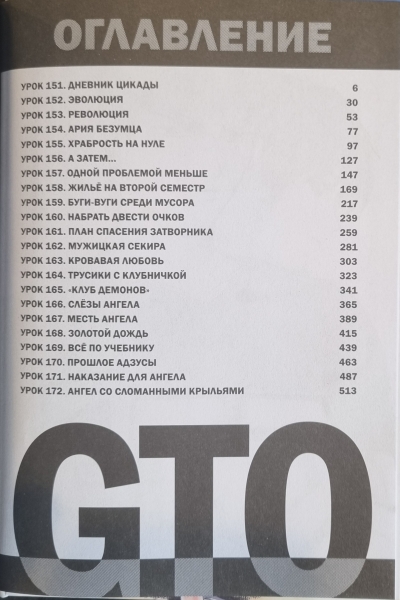 ОГЛАВЛЕНИЕ
УРОК 151. ДНЕВНИК ЦИКАДЫ 6
УРОК 152. ЭВОЛЮЦИЯ 30
УРОК 153. РЕВОЛЮЦИЯ 53
УРОК 154. АРИЯ БЕЗУМЦА 77
УРОК 155. ХРАБРОСТЬ НА НУЛЕ 97
УРОК 156. А ЗАТЕМ... 127
УРОК 157. ОДНОЙ ПРОБЛЕМОЙ МЕНЬШЕ 147
УРОК 158. ЖИЛЬЁ НА ВТОРОЙ СЕМЕСТР 169
УРОК 159. БУГИ-ВУГИ СРЕДИ МУСОРА 217
УРОК 160. НАБРАТЬ ДВЕСТИ ОЧКОВ 239
УРОК 161. ПЛАН СПАСЕНИЯ ЗАТВОРНИКА 259
УРОК 162. МУЖИЦКАЯ СЕКИРА 281
УРОК 163. КРОВАВАЯ ЛЮБОВЬ 303
УРОК 164. ТРУСИКИ С КЛУБНИЧКОЙ 323
УРОК 165. «КЛУБ ДЕМОНОВ» 341
УРОК 166. СЛЁЗЫ АНГЕЛА 365
УРОК 167. МЕСТЬ АНГЕЛА 389
УРОК 168. ЗОЛОТОЙ ДОЖДЬ 415
УРОК 169. ВСЁ ПО УЧЕБНИКУ 439
УРОК 170. ПРОШЛОЕ АДЗУСЫ 463
УРОК 171. НАКАЗАНИЕ ДЛЯ АНГЕЛА 487
УРОК 172. АНГЕЛ СО СЛОМАННЫМИ КРЫЛЬЯМИ 513
GTO